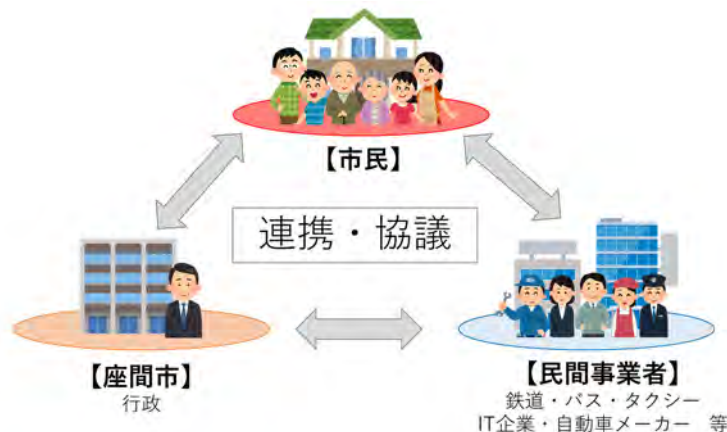 【市民】
連携・協議
【座間市】
行政
【民間事業者】
鉄道・バス・タクシー
IT企業・自動車メーカー 等